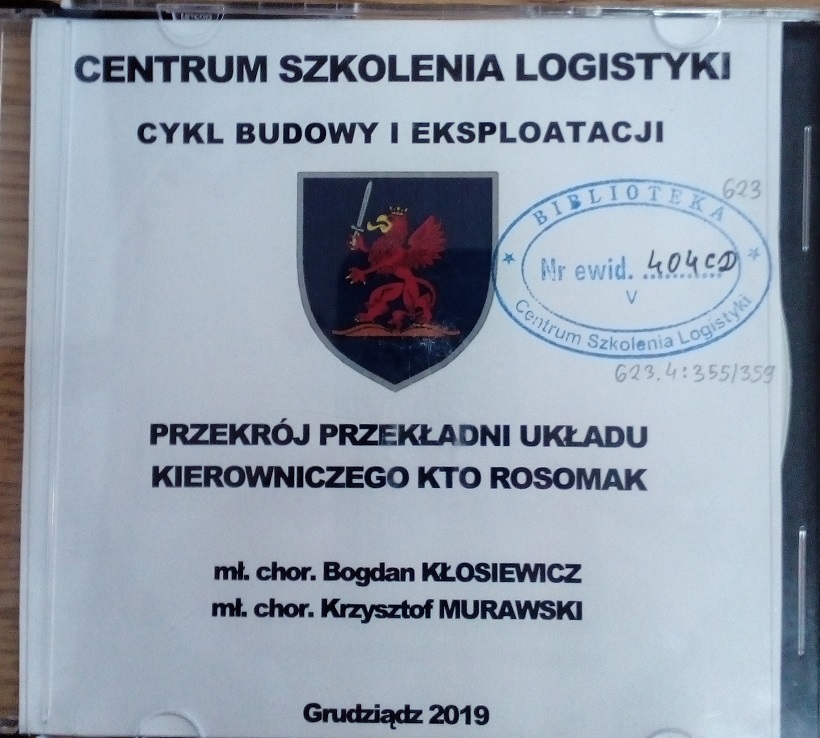 CENTRUM SZKOLENIA LOGISTYKI
CYKL BUDOWY I EKSPLOATACJI
623
BIBLIOTEKA
Nr ewid. 404CD
V
Centrum Szkolenia Logistyki
623.4:355/359
PRZEKRÓJ PRZEKŁADNI UKŁADU
KIEROWNICZEGO KTO ROSOMAK
mł. chor. Bogdan KŁOSIEWICZ
mł. chor. Krzysztof MURAWSKI
Grudziądz 2019